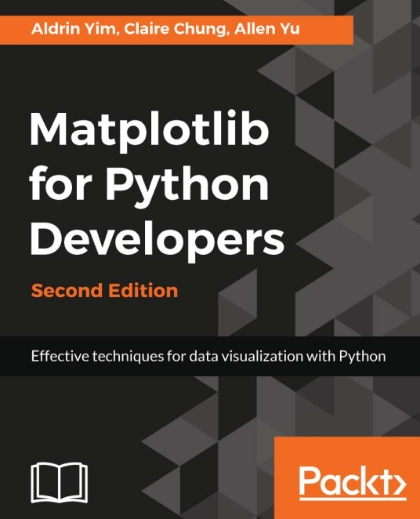 Aldrin Yim, Claire Chung, Allen Yu
Matplotlib
for Python
Developers
Second Edition
Effective techniques for data visualization with Python
Packt>